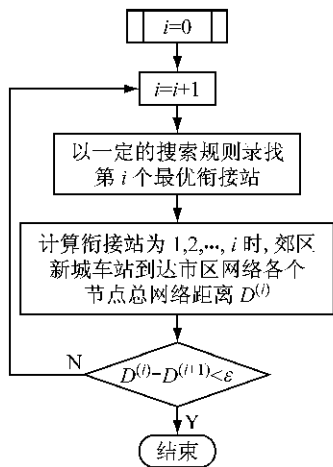 i=0
i=i+1
以一定的搜索规则录找
第 i 个最优衔接站
计算衔接站为 1,2,···, i 时, 郊区
新城车站到达市区网络各个
节点总网络距离 D⁽ⁱ⁾
N
D⁽ⁱ⁾−D⁽ⁱ⁺¹⁾<ε
Y
结束